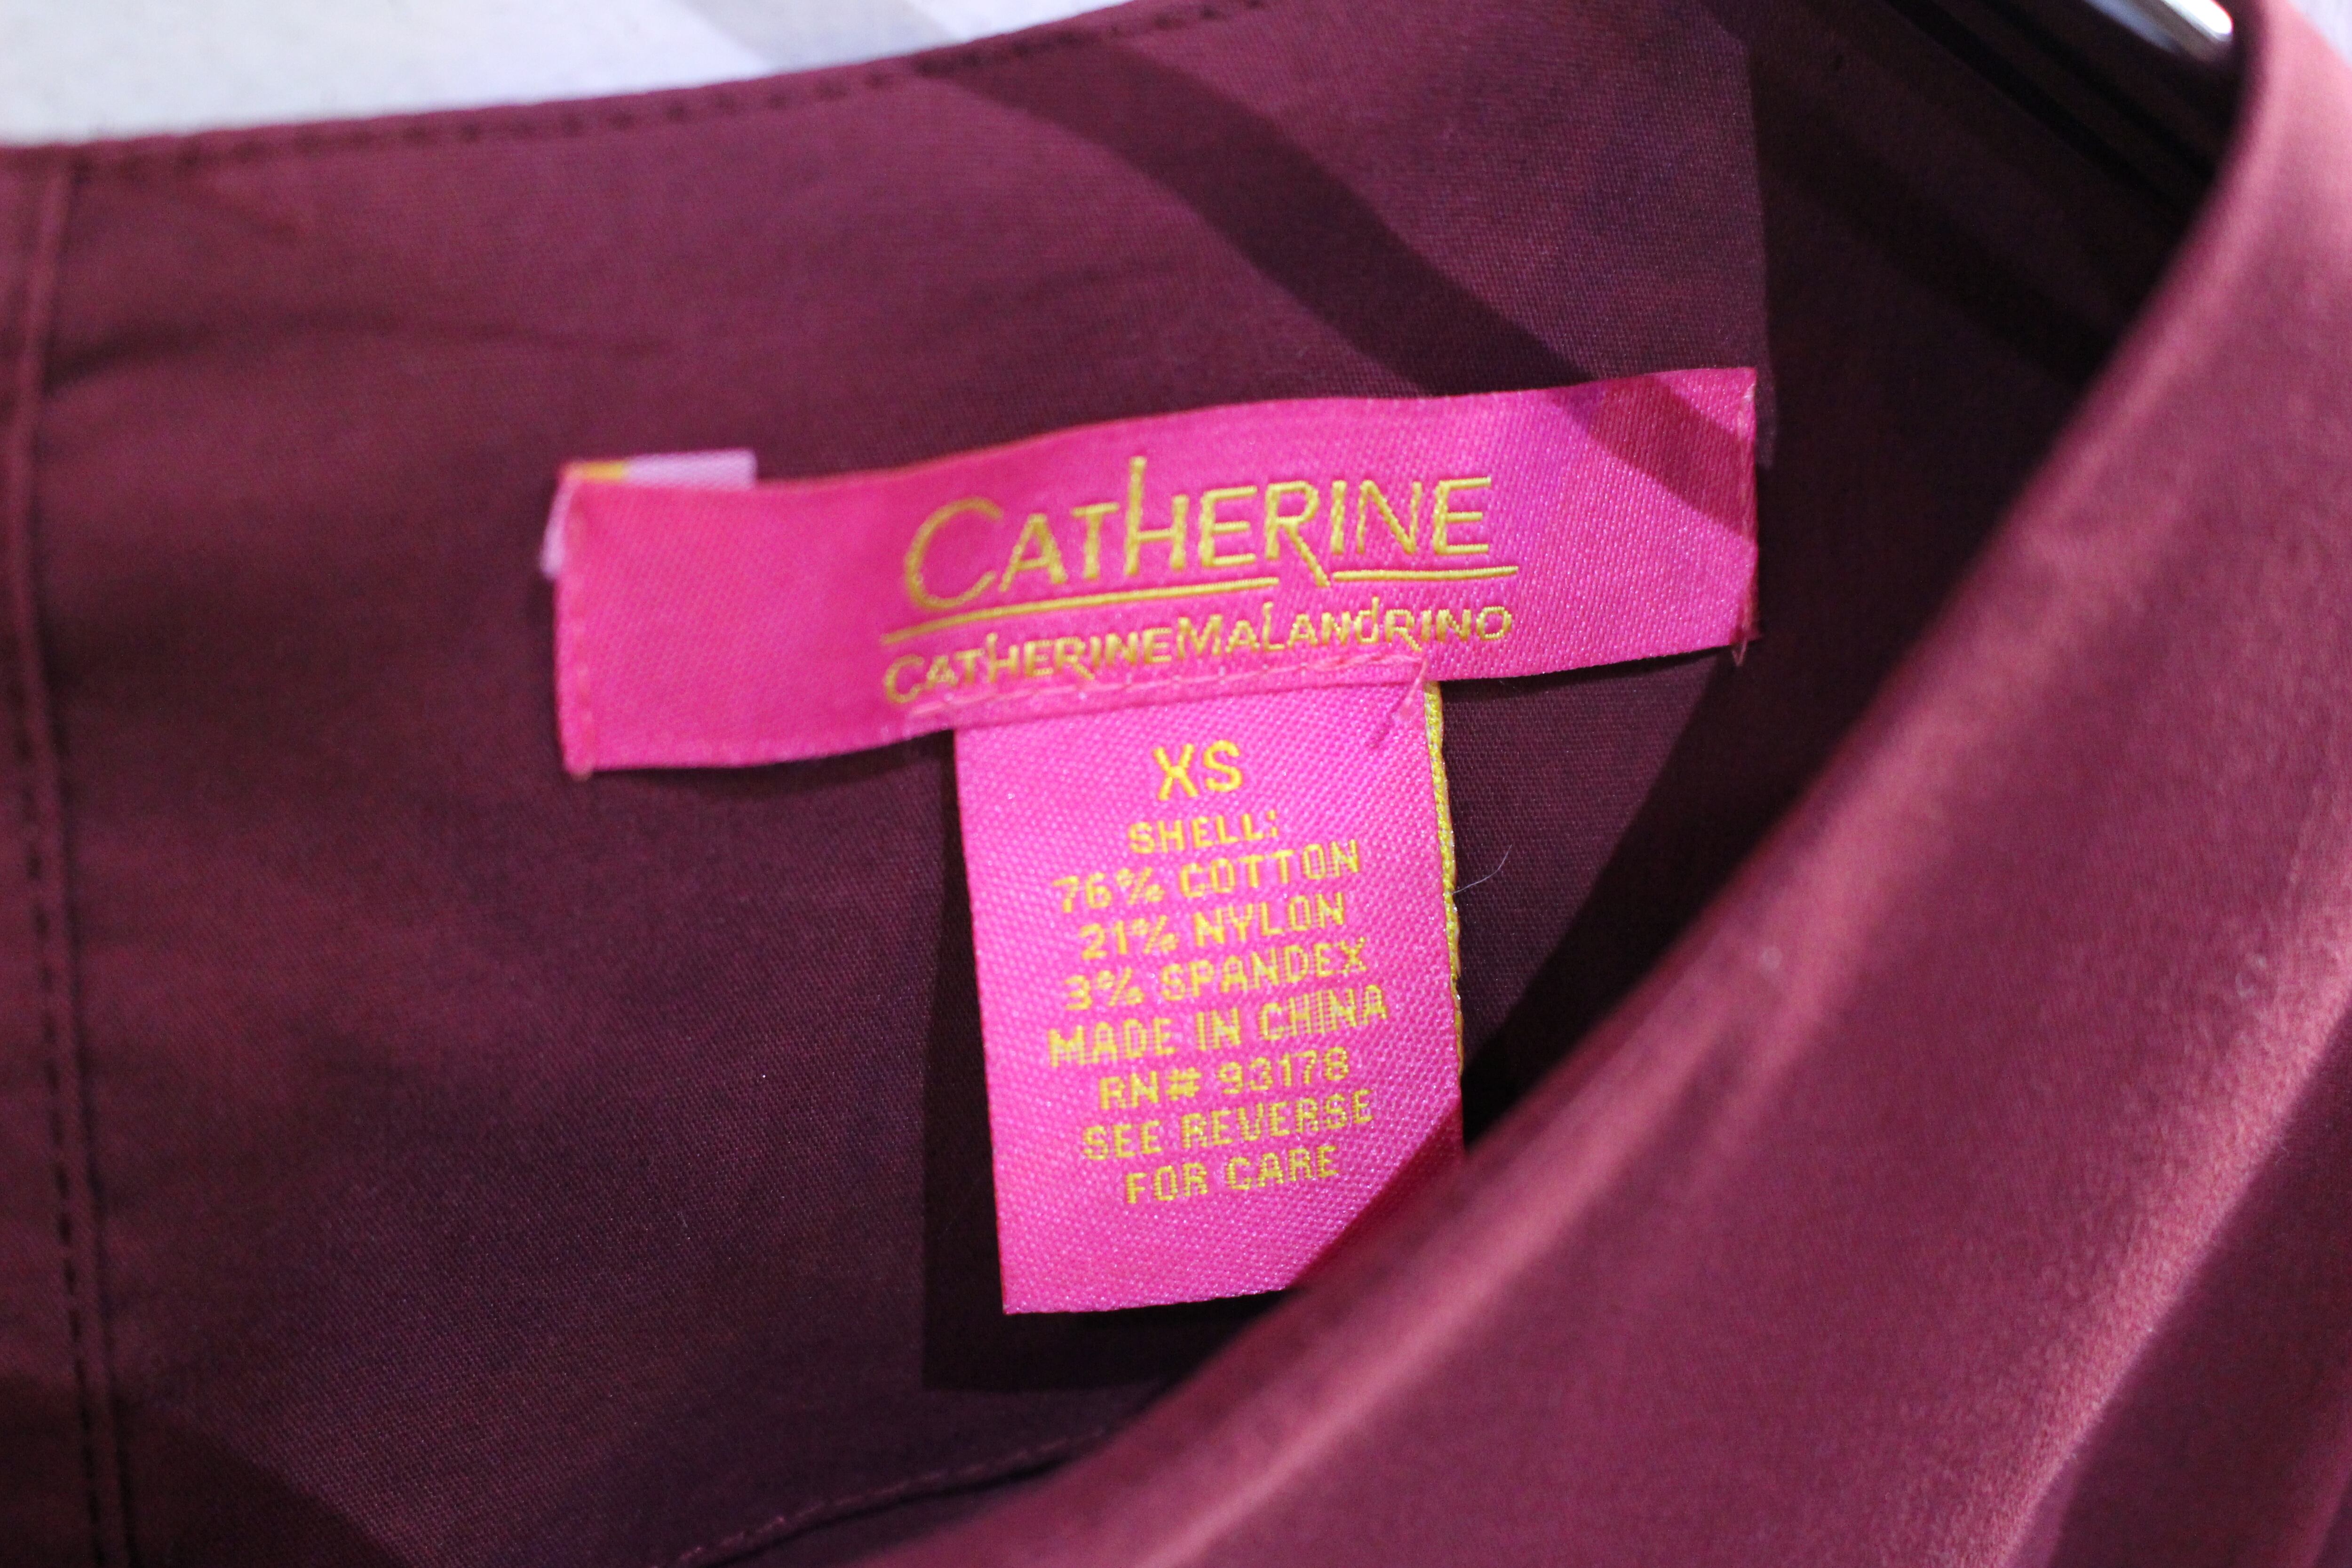 CATHERINE
CATHERINEMALANDRINO
XS
SHELL:
76% COTTON
21% NYLON
3% SPANDEX
MADE IN CHINA
RN# 93178
SEE REVERSE
FOR CARE